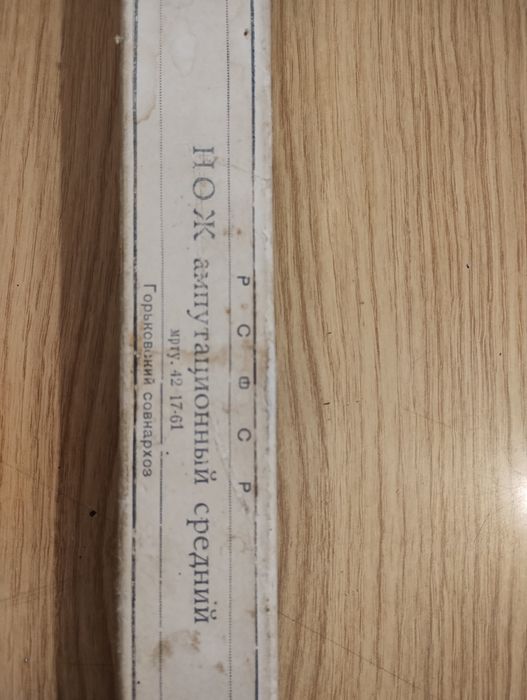 Р С Ф С Р
НОЖ ампутационный средний
мрту. 42 17-61
Горьковский совнархоз